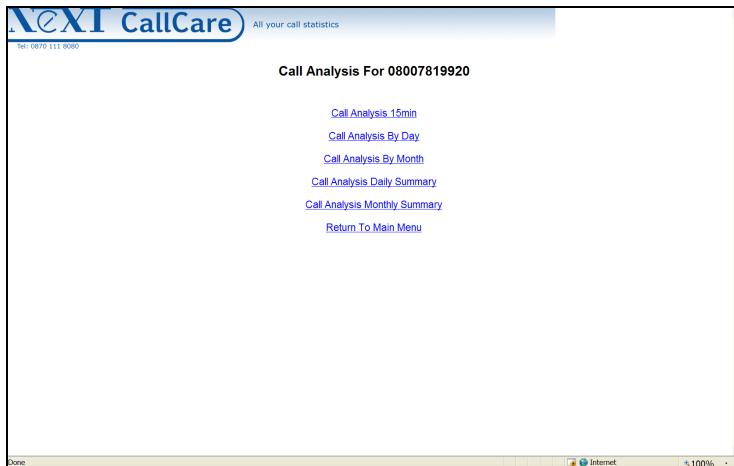 NeXT CallCare All your call statistics
Tel: 0870 111 8080
Call Analysis For 08007819920
Call Analysis 15min
Call Analysis By Day
Call Analysis By Month
Call Analysis Daily Summary
Call Analysis Monthly Summary
Return To Main Menu
Done Internet 100%